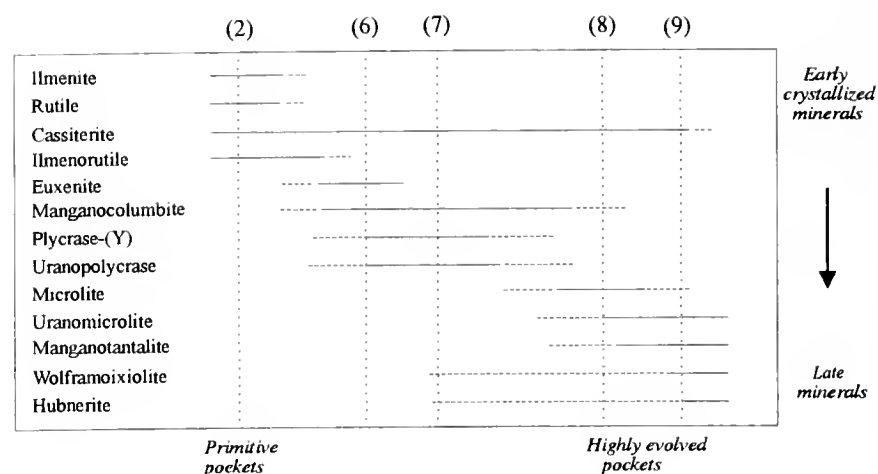 (2) (6) (7) (8) (9)
Ilmenite
Rutile
Cassiterite
Ilmenorutile
Euxenite
Manganocolumbite
Plycrase-(Y)
Uranopolycrase
Microlite
Uranomicrolite
Manganotantalite
Wolframoixiolite
Hubnerite
Early
crystallized
minerals
Late
minerals
Primitive
pockets
Highly evolved
pockets